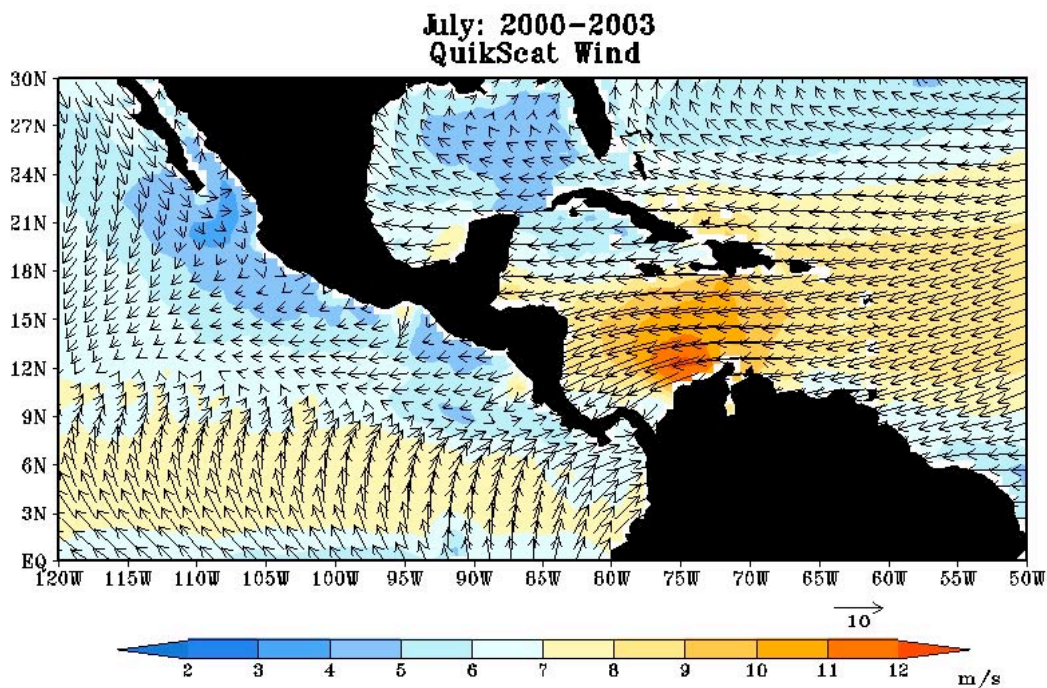 July: 2000-2003
QuikScat Wind
30N
27N
24N
21N
18N
15N
12N
9N
6N
3N
EQ
120W 115W 110W 105W 100W 95W 90W 85W 80W 75W 70W 65W 60W 55W 50W
10
2 3 4 5 6 7 8 9 10 11 12
m/s